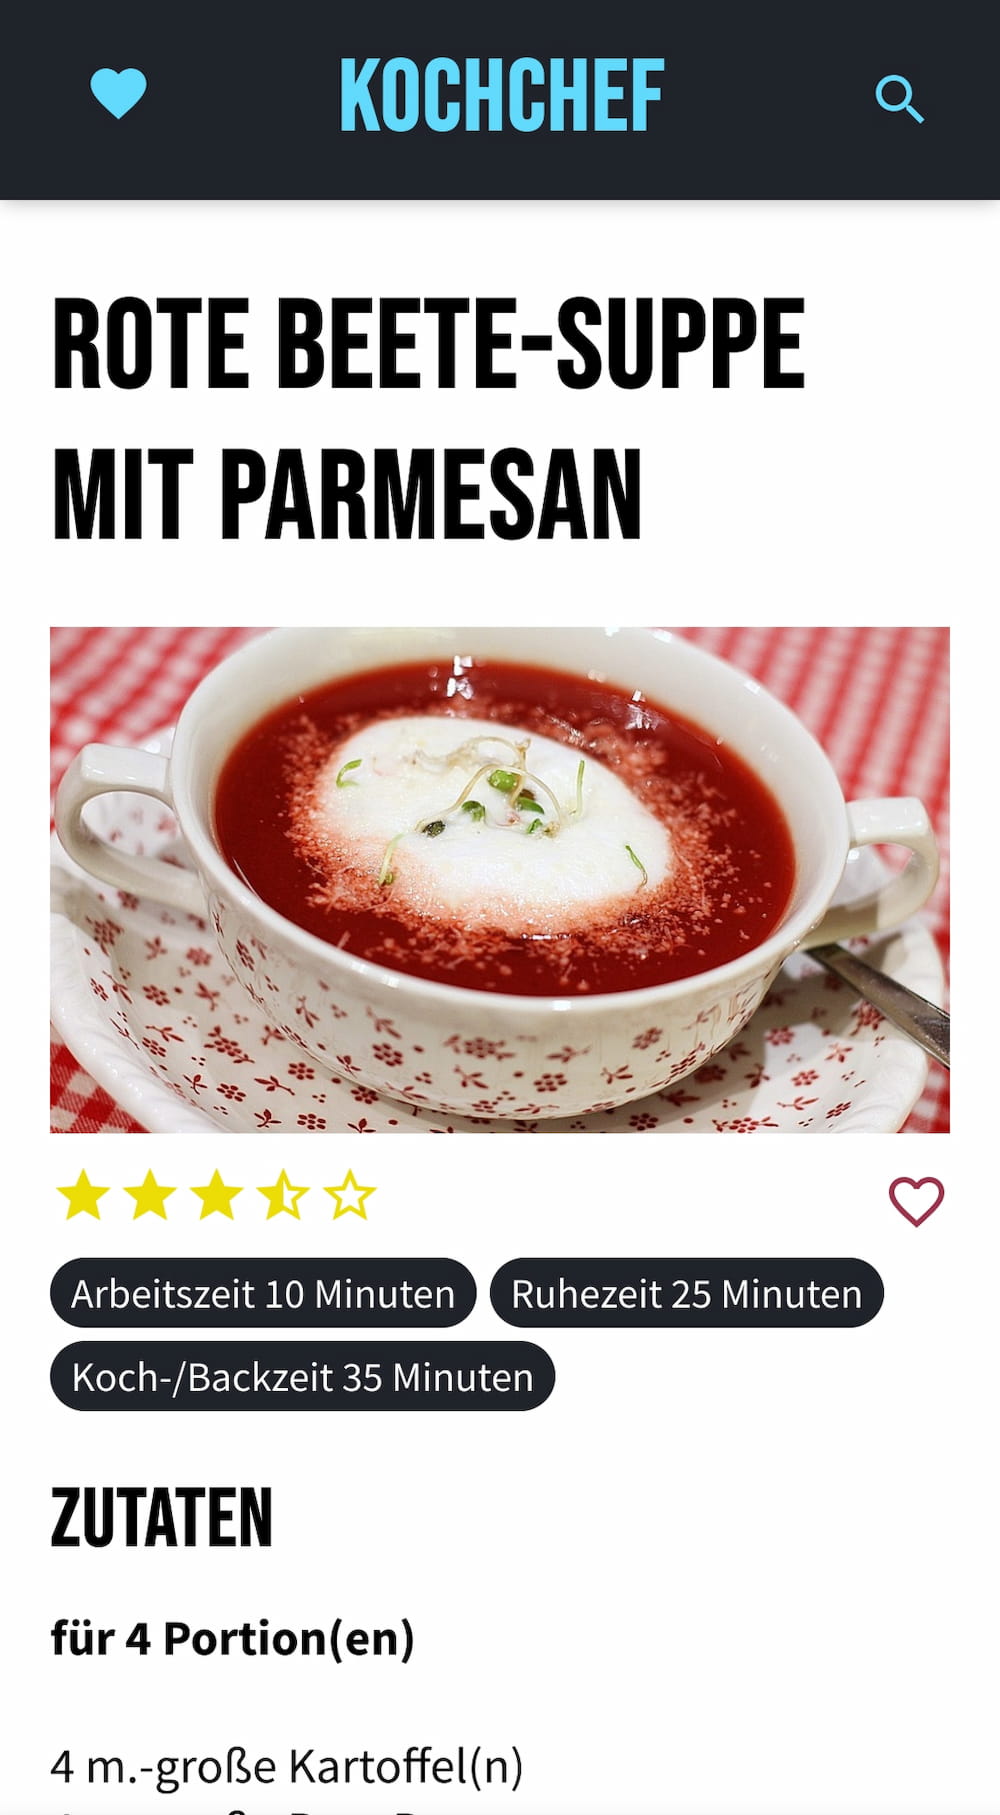 KOCHCHEF
ROTE BEETE-SUPPE
MIT PARMESAN
Arbeitszeit 10 Minuten
Ruhezeit 25 Minuten
Koch-/Backzeit 35 Minuten
ZUTATEN
für 4 Portion(en)
4 m.-große Kartoffel(n)